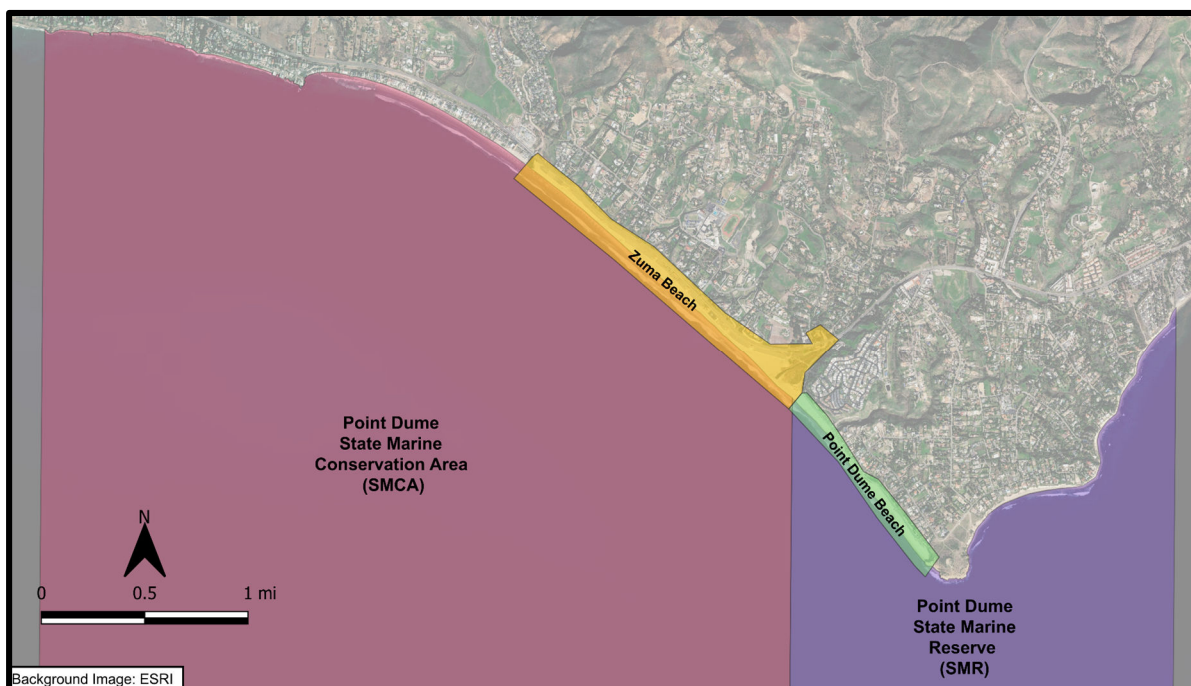 Zuma Beach
Point Dume
State Marine
Conservation Area
(SMCA)
Point Dume Beach
N
0 0.5 1 mi
Point Dume
State Marine
Reserve
(SMR)
Background Image: ESRI